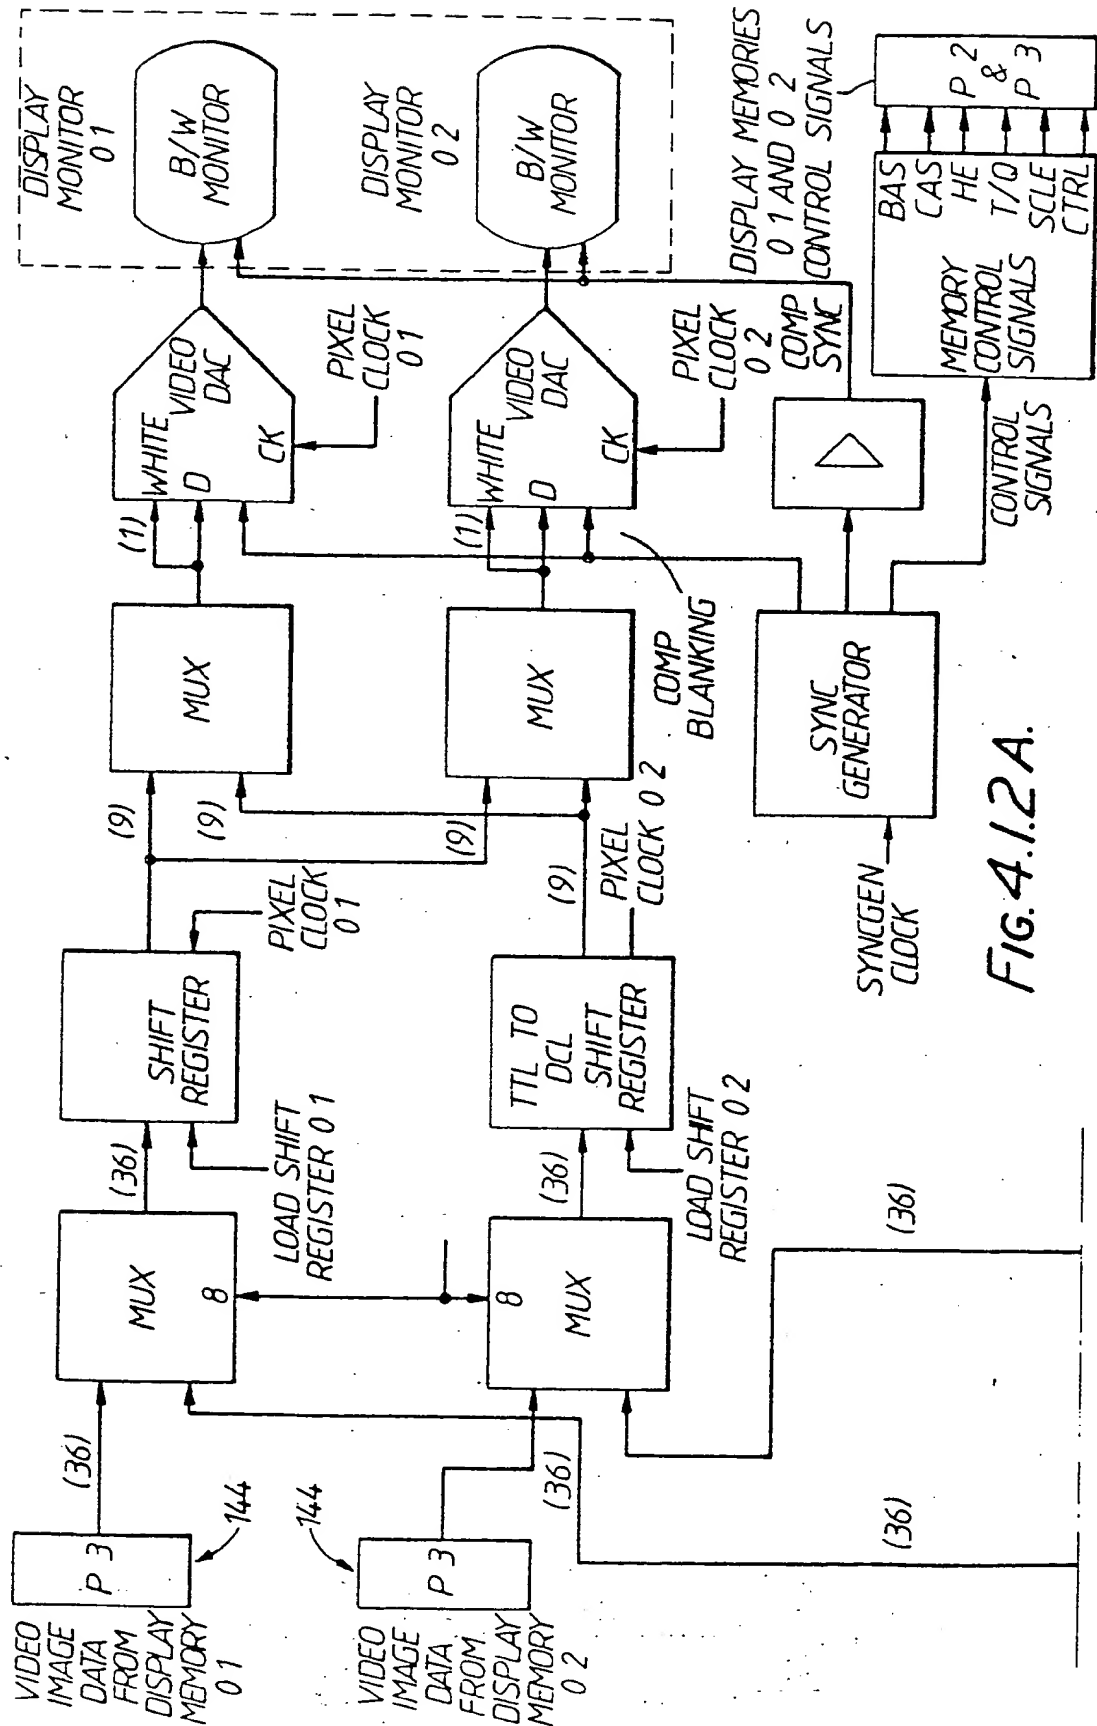 VIDEO
IMAGE
DATA
FROM
DISPLAY
MEMORY
0 1
P 3
144
(36)
MUX
B
(36)
LOAD SHIFT
REGISTER 0 1
SHIFT
REGISTER
PIXEL
CLOCK
0 1
(9)
(9)
MUX
(1)
WHITE
D
VIDEO
DAC
CK
PIXEL
CLOCK
0 1
DISPLAY
MONITOR
0 1
B/W
MONITOR
VIDEO
IMAGE
DATA
FROM
DISPLAY
MEMORY
0 2
P 3
144
(36)
B
MUX
(36)
LOAD SHIFT
REGISTER 0 2
TTL TO
DCL
SHIFT
REGISTER
(9)
PIXEL
CLOCK 0 2
(9)
MUX
(1)
WHITE
D
VIDEO
DAC
CK
PIXEL
CLOCK
0 2
DISPLAY
MONITOR
0 2
B/W
MONITOR
COMP
BLANKING
COMP
SYNC
(36)
(36)
SYNCGEN
CLOCK
SYNC
GENERATOR
CONTROL
SIGNALS
MEMORY
CONTROL
SIGNALS
BAS
CAS
HE
T/Q
SCLE
CTRL
DISPLAY MEMORIES
0 1 AND 0 2
CONTROL SIGNALS
P 2
&
P 3
FIG. 4.1.2 A.